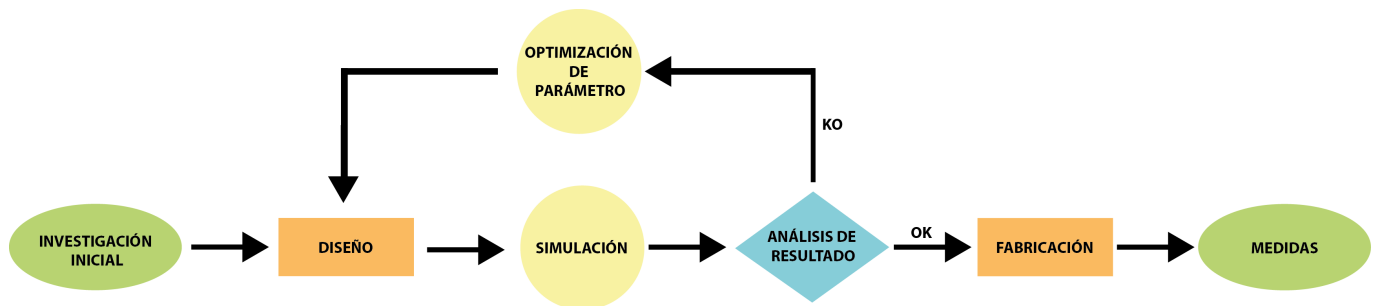 OPTIMIZACIÓN
DE
PARÁMETRO
KO
INVESTIGACIÓN
INICIAL
DISEÑO
SIMULACIÓN
ANÁLISIS DE
RESULTADO
OK
FABRICACIÓN
MEDIDAS